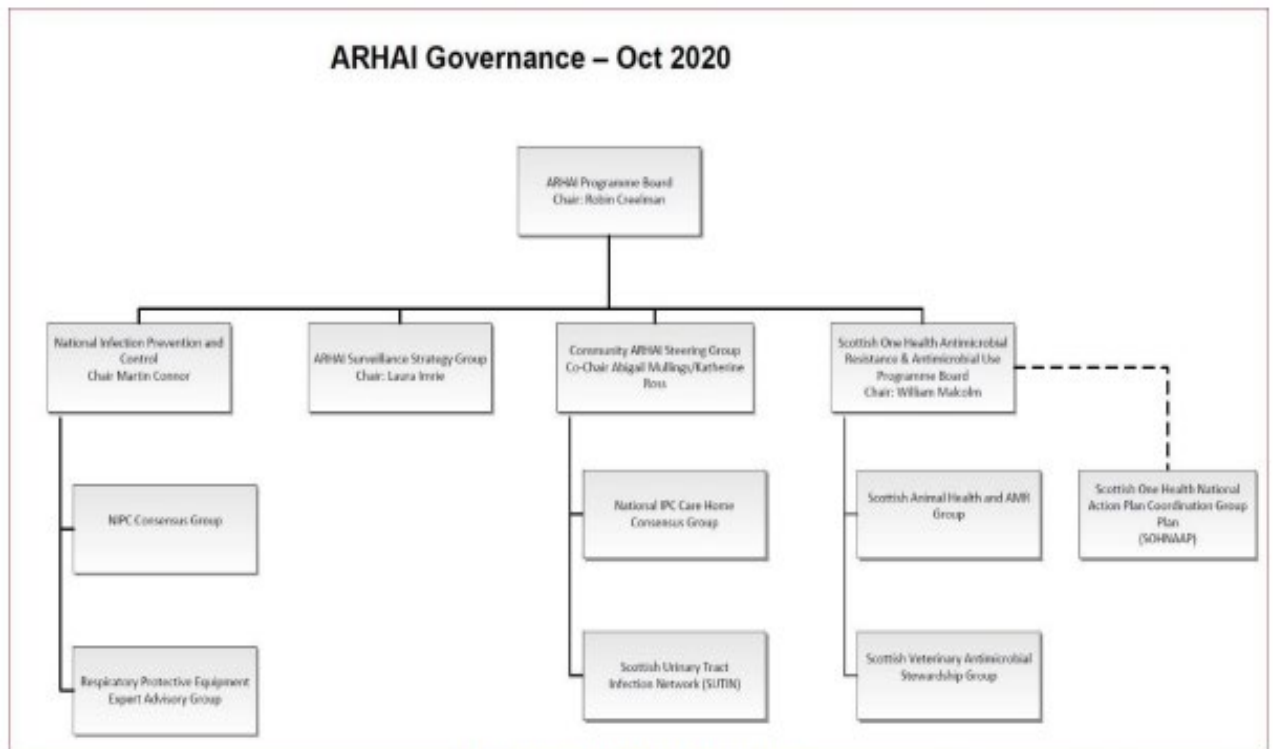 ARHAI Governance – Oct 2020
ARHAI Programme Board
Chair: Robin Creelman
National Infection Prevention and
Control
Chair Martin Connor
ARHAI Surveillance Strategy Group
Chair: Laura Imrie
Community ARHAI Steering Group
Co-Chair Abigail Mullings/Katherine
Ross
Scottish One Health Antimicrobial
Resistance & Antimicrobial Use
Programme Board
Chair: William Malcolm
NIPC Consensus Group
National IPC Care Home
Consensus Group
Scottish Animal Health and AMR
Group
Scottish One Health National
Action Plan Coordination Group
Plan
(SOHNAAP)
Respiratory Protective Equipment
Expert Advisory Group
Scottish Urinary Tract
Infection Network (SUTIN)
Scottish Veterinary Antimicrobial
Stewardship Group